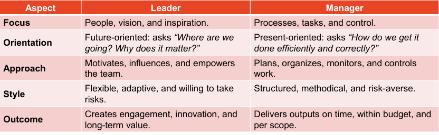 Aspect Leader Manager
Focus People, vision, and inspiration. Processes, tasks, and control.
Orientation Future-oriented: asks “Where are we Present-oriented: asks “How do we get it
going? Why does it matter?” done efficiently and correctly?”
Approach Motivates, influences, and empowers Plans, organizes, monitors, and controls
the team. work.
Style Flexible, adaptive, and willing to take Structured, methodical, and risk-averse.
risks.
Outcome Creates engagement, innovation, and Delivers outputs on time, within budget, and
long-term value. per scope.